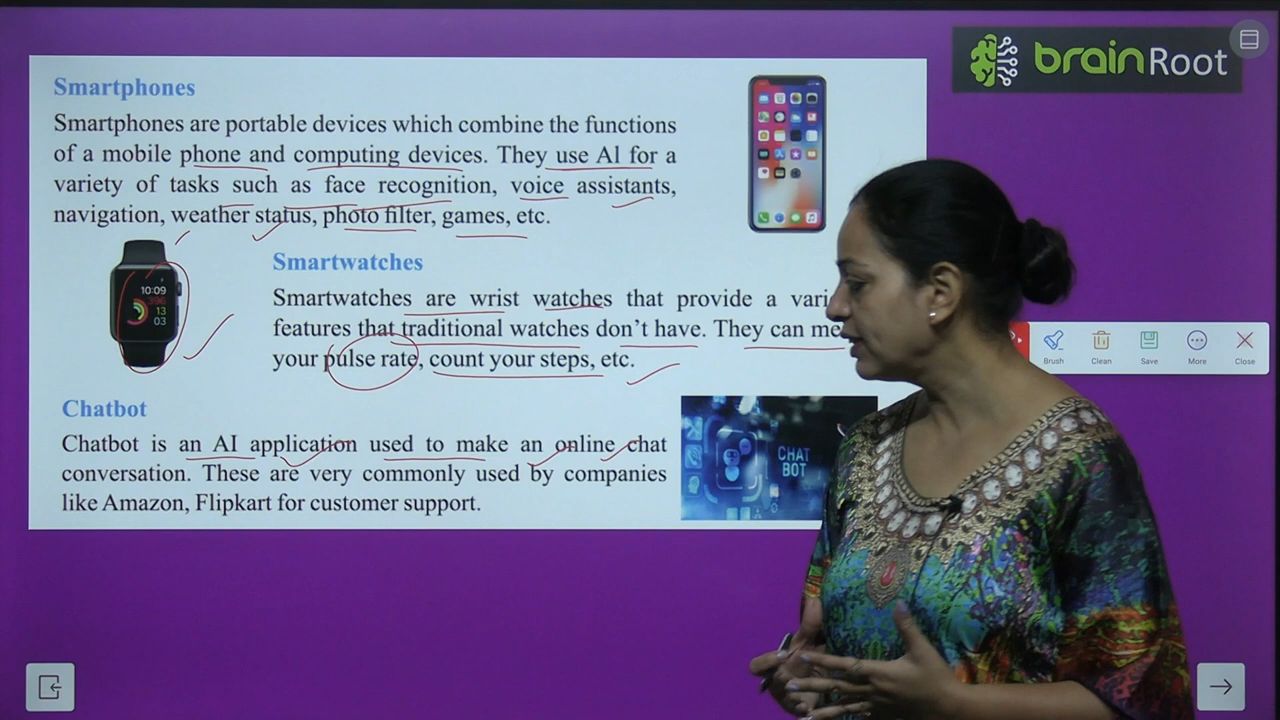 brainRoot
Smartphones
Smartphones are portable devices which combine the functions
of a mobile phone and computing devices. They use AI for a
variety of tasks such as face recognition, voice assistants,
navigation, weather status, photo filter, games, etc.
10:09
396
13
03
Smartwatches
Smartwatches are wrist watches that provide a
features that traditional watches don't have. They can
your pulse rate, count your steps, etc.
Brush
Clean
Save
More
Close
Chatbot
Chatbot is an AI application used to make an online chat
conversation. These are very commonly used by companies
like Amazon, Flipkart for customer support.
CHAT
BOT